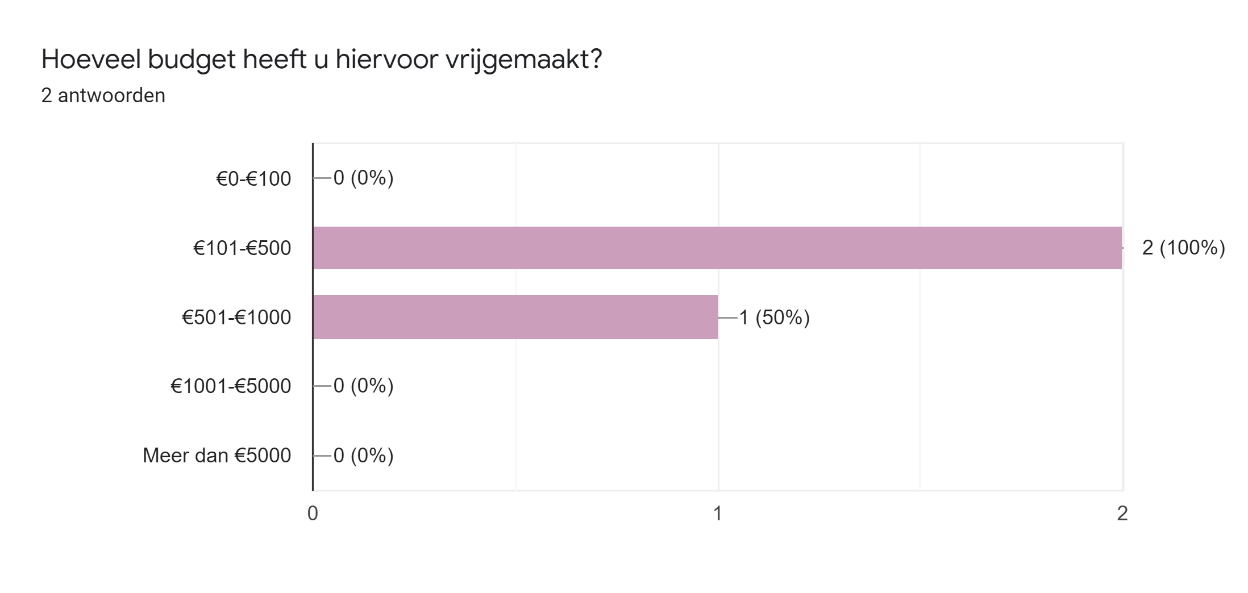 Hoeveel budget heeft u hiervoor vrijgemaakt?
2 antwoorden
€0-€100 0 (0%)
€101-€500 2 (100%)
€501-€1000 1 (50%)
€1001-€5000 0 (0%)
Meer dan €5000 0 (0%)
0 1 2